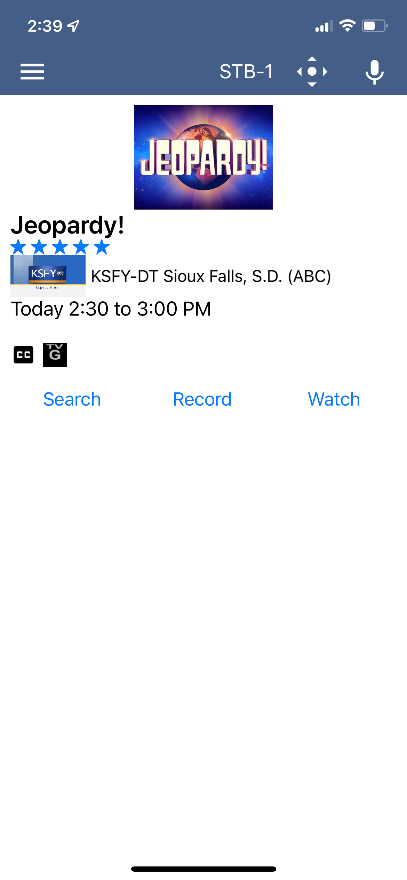 2:39
STB-1
JEOPARDY!
Jeopardy!
KSFY abc
KSFY-DT Sioux Falls, S.D. (ABC)
Today 2:30 to 3:00 PM
CC TV G
Search Record Watch